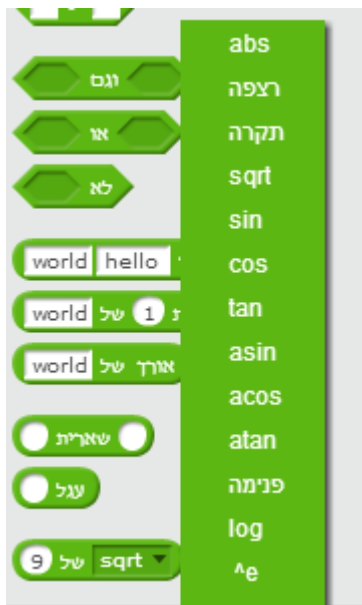 abs
רצפה
תקרה
sqrt
sin
cos
tan
asin
acos
atan
פנימה
log
e^
וגם
או
לא
hello world
1 של world
אורך של world
שארית
עגל
sqrt של 9